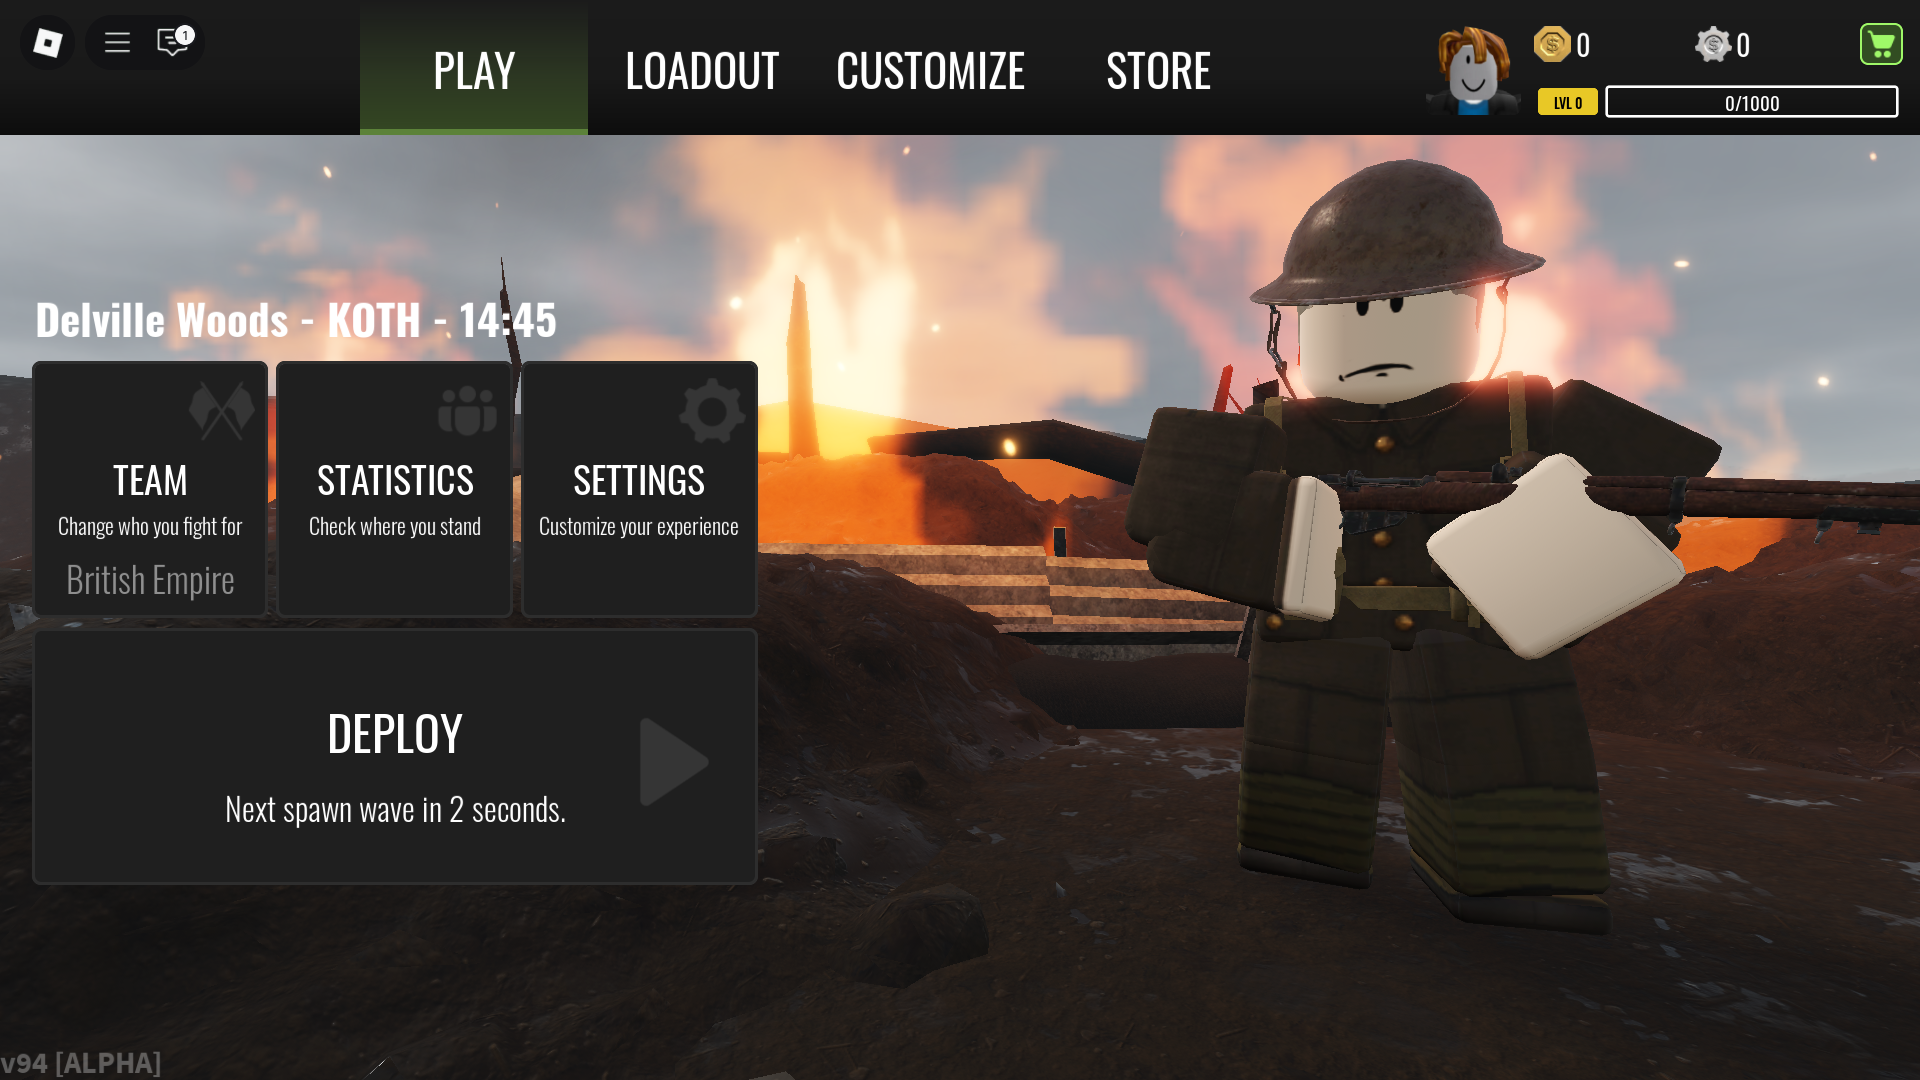 1
PLAY
LOADOUT
CUSTOMIZE
STORE
0
0
LVL 0
0/1000
Delville Woods - KOTH - 14:45
TEAM
Change who you fight for
British Empire
STATISTICS
Check where you stand
SETTINGS
Customize your experience
DEPLOY
Next spawn wave in 2 seconds.
v94 [ALPHA]